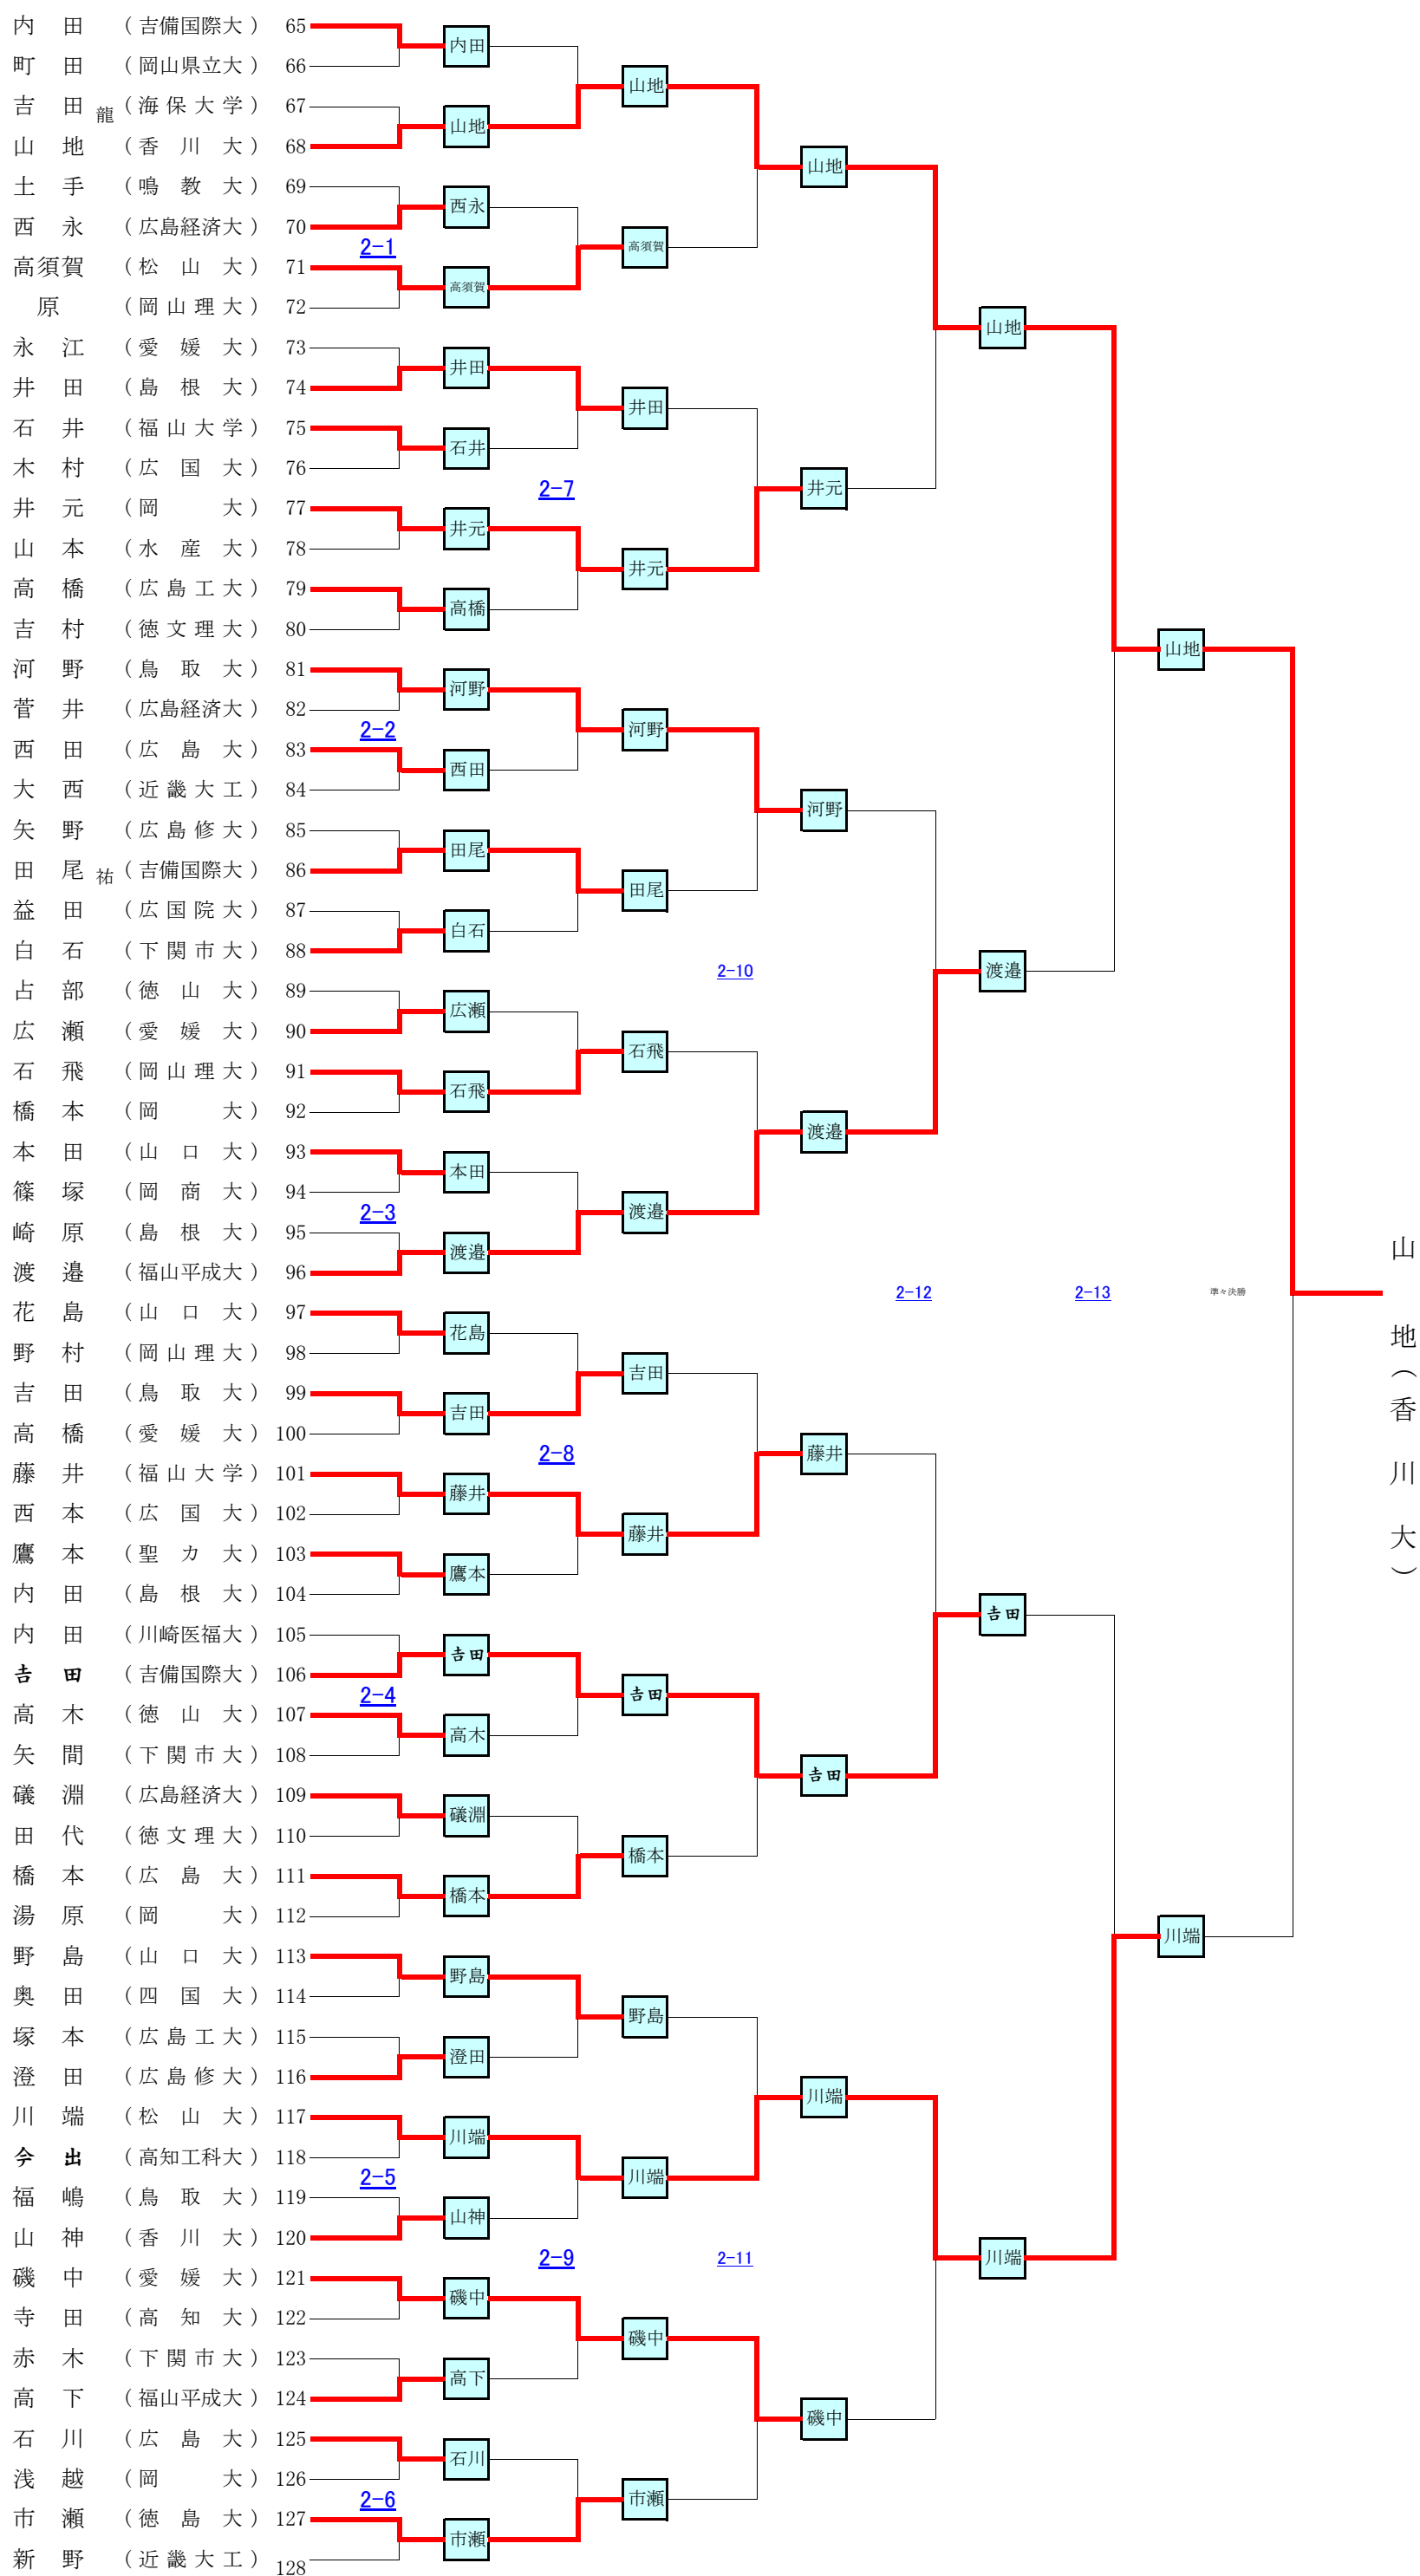 内田 (吉備国際大) 65
町田 (岡山県立大) 66
吉田龍 (海保大学) 67
山地 (香川大) 68
土手 (鳴教大) 69
西永 (広島経済大) 70
高須賀 (松山大) 71
原 (岡山理大) 72
永江 (愛媛大) 73
井田 (島根大) 74
石井 (福山大学) 75
木村 (広国大) 76
井元 (岡大) 77
山本 (水産大) 78
高橋 (広島工大) 79
吉村 (徳文理大) 80
河野 (鳥取大) 81
菅井 (広島経済大) 82
西田 (広島大) 83
大西 (近畿大工) 84
矢野 (広島修大) 85
田尾祐 (吉備国際大) 86
益田 (広国院大) 87
白石 (下関市大) 88
占部 (徳山大) 89
広瀬 (愛媛大) 90
石飛 (岡山理大) 91
橋本 (岡大) 92
本田 (山口大) 93
篠塚 (岡商大) 94
崎原 (島根大) 95
渡邉 (福山平成大) 96
花島 (山口大) 97
野村 (岡山理大) 98
吉田 (鳥取大) 99
高橋 (愛媛大) 100
藤井 (福山大学) 101
西本 (広国大) 102
鷹本 (聖カ大) 103
内田 (島根大) 104
内田 (川崎医福大) 105
𠮷田 (吉備国際大) 106
高木 (徳山大) 107
矢間 (下関市大) 108
礒淵 (広島経済大) 109
田代 (徳文理大) 110
橋本 (広島大) 111
湯原 (岡大) 112
野島 (山口大) 113
奥田 (四国大) 114
塚本 (広島工大) 115
澄田 (広島修大) 116
川端 (松山大) 117
今出 (高知工科大) 118
福嶋 (鳥取大) 119
山神 (香川大) 120
磯中 (愛媛大) 121
寺田 (高知大) 122
赤木 (下関市大) 123
高下 (福山平成大) 124
石川 (広島大) 125
浅越 (岡大) 126
市瀬 (徳島大) 127
新野 (近畿大工) 128
2-1
2-2
2-3
2-4
2-5
2-6
内田
山地
西永
高須賀
井田
石井
井元
高橋
河野
西田
田尾
白石
広瀬
石飛
本田
渡邉
花島
吉田
藤井
鷹本
𠮷田
高木
礒淵
橋本
野島
澄田
川端
山神
磯中
高下
石川
市瀬
2-7
2-8
2-9
山地
高須賀
井田
井元
河野
田尾
石飛
渡邉
吉田
藤井
𠮷田
橋本
野島
川端
磯中
市瀬
2-10
2-11
山地
井元
河野
渡邉
藤井
𠮷田
川端
磯中
2-12
山地
渡邉
𠮷田
川端
2-13
山地
川端
準々決勝
山地(香川大)